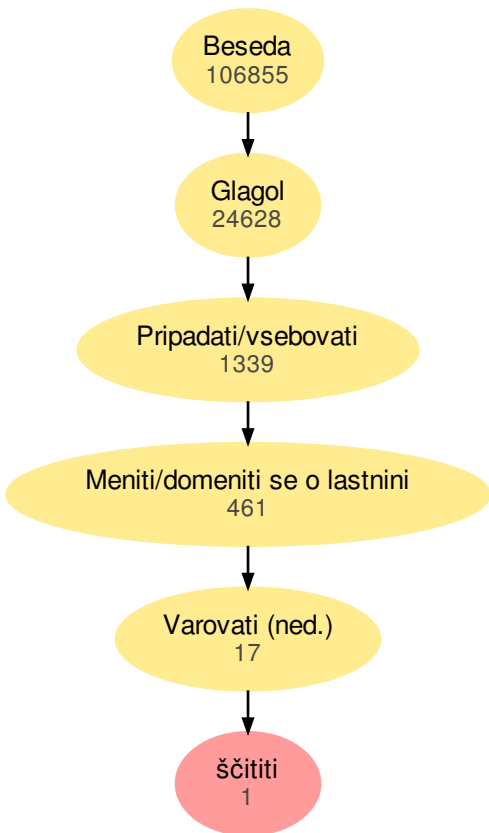 Beseda
106855
Glagol
24628
Pripadati/vsebovati
1339
Meniti/domeniti se o lastnini
461
Varovati (ned.)
17
ščititi
1